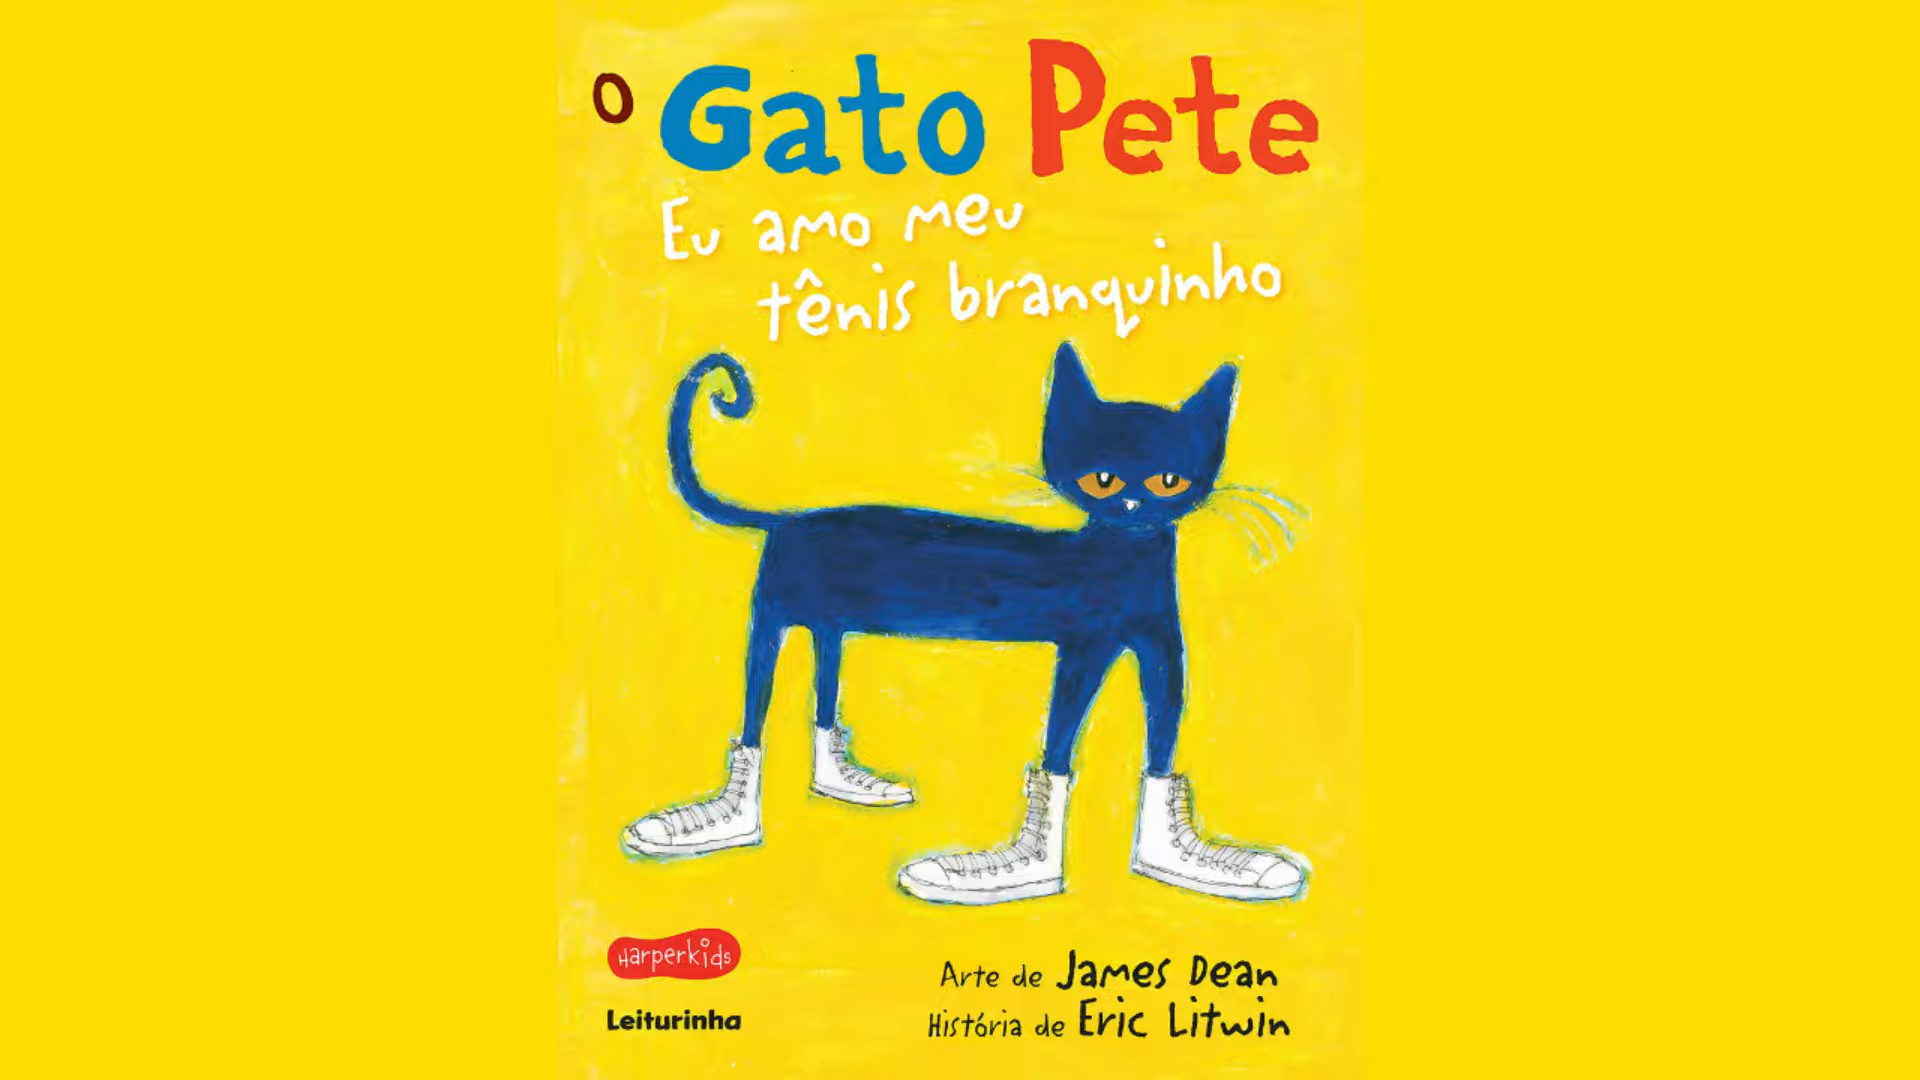 O Gato Pete
Eu amo meu
tênis branquinho
Harperkids
Leiturinha
Arte de James Dean
História de Eric Litwin